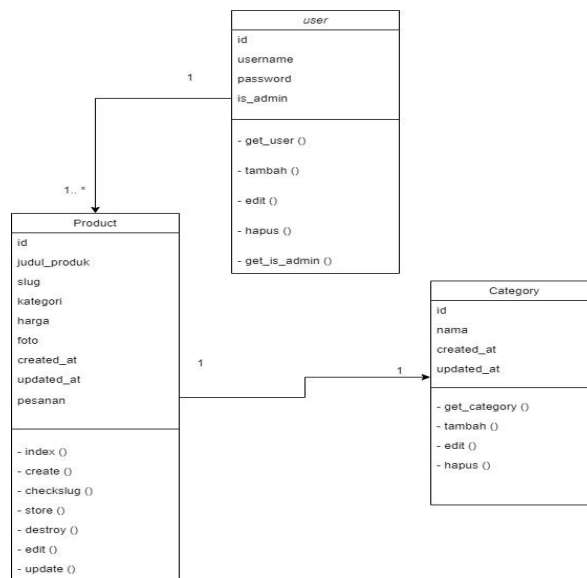 user
id
username
password
is_admin
- get_user ()
- tambah ()
- edit ()
- hapus ()
- get_is_admin ()
1
1.. *
Product
id
judul_produk
slug
kategori
harga
foto
created_at
updated_at
pesanan
- index ()
- create ()
- checkslug ()
- store ()
- destroy ()
- edit ()
- update ()
1
1
Category
id
nama
created_at
updated_at
- get_category ()
- tambah ()
- edit ()
- hapus ()